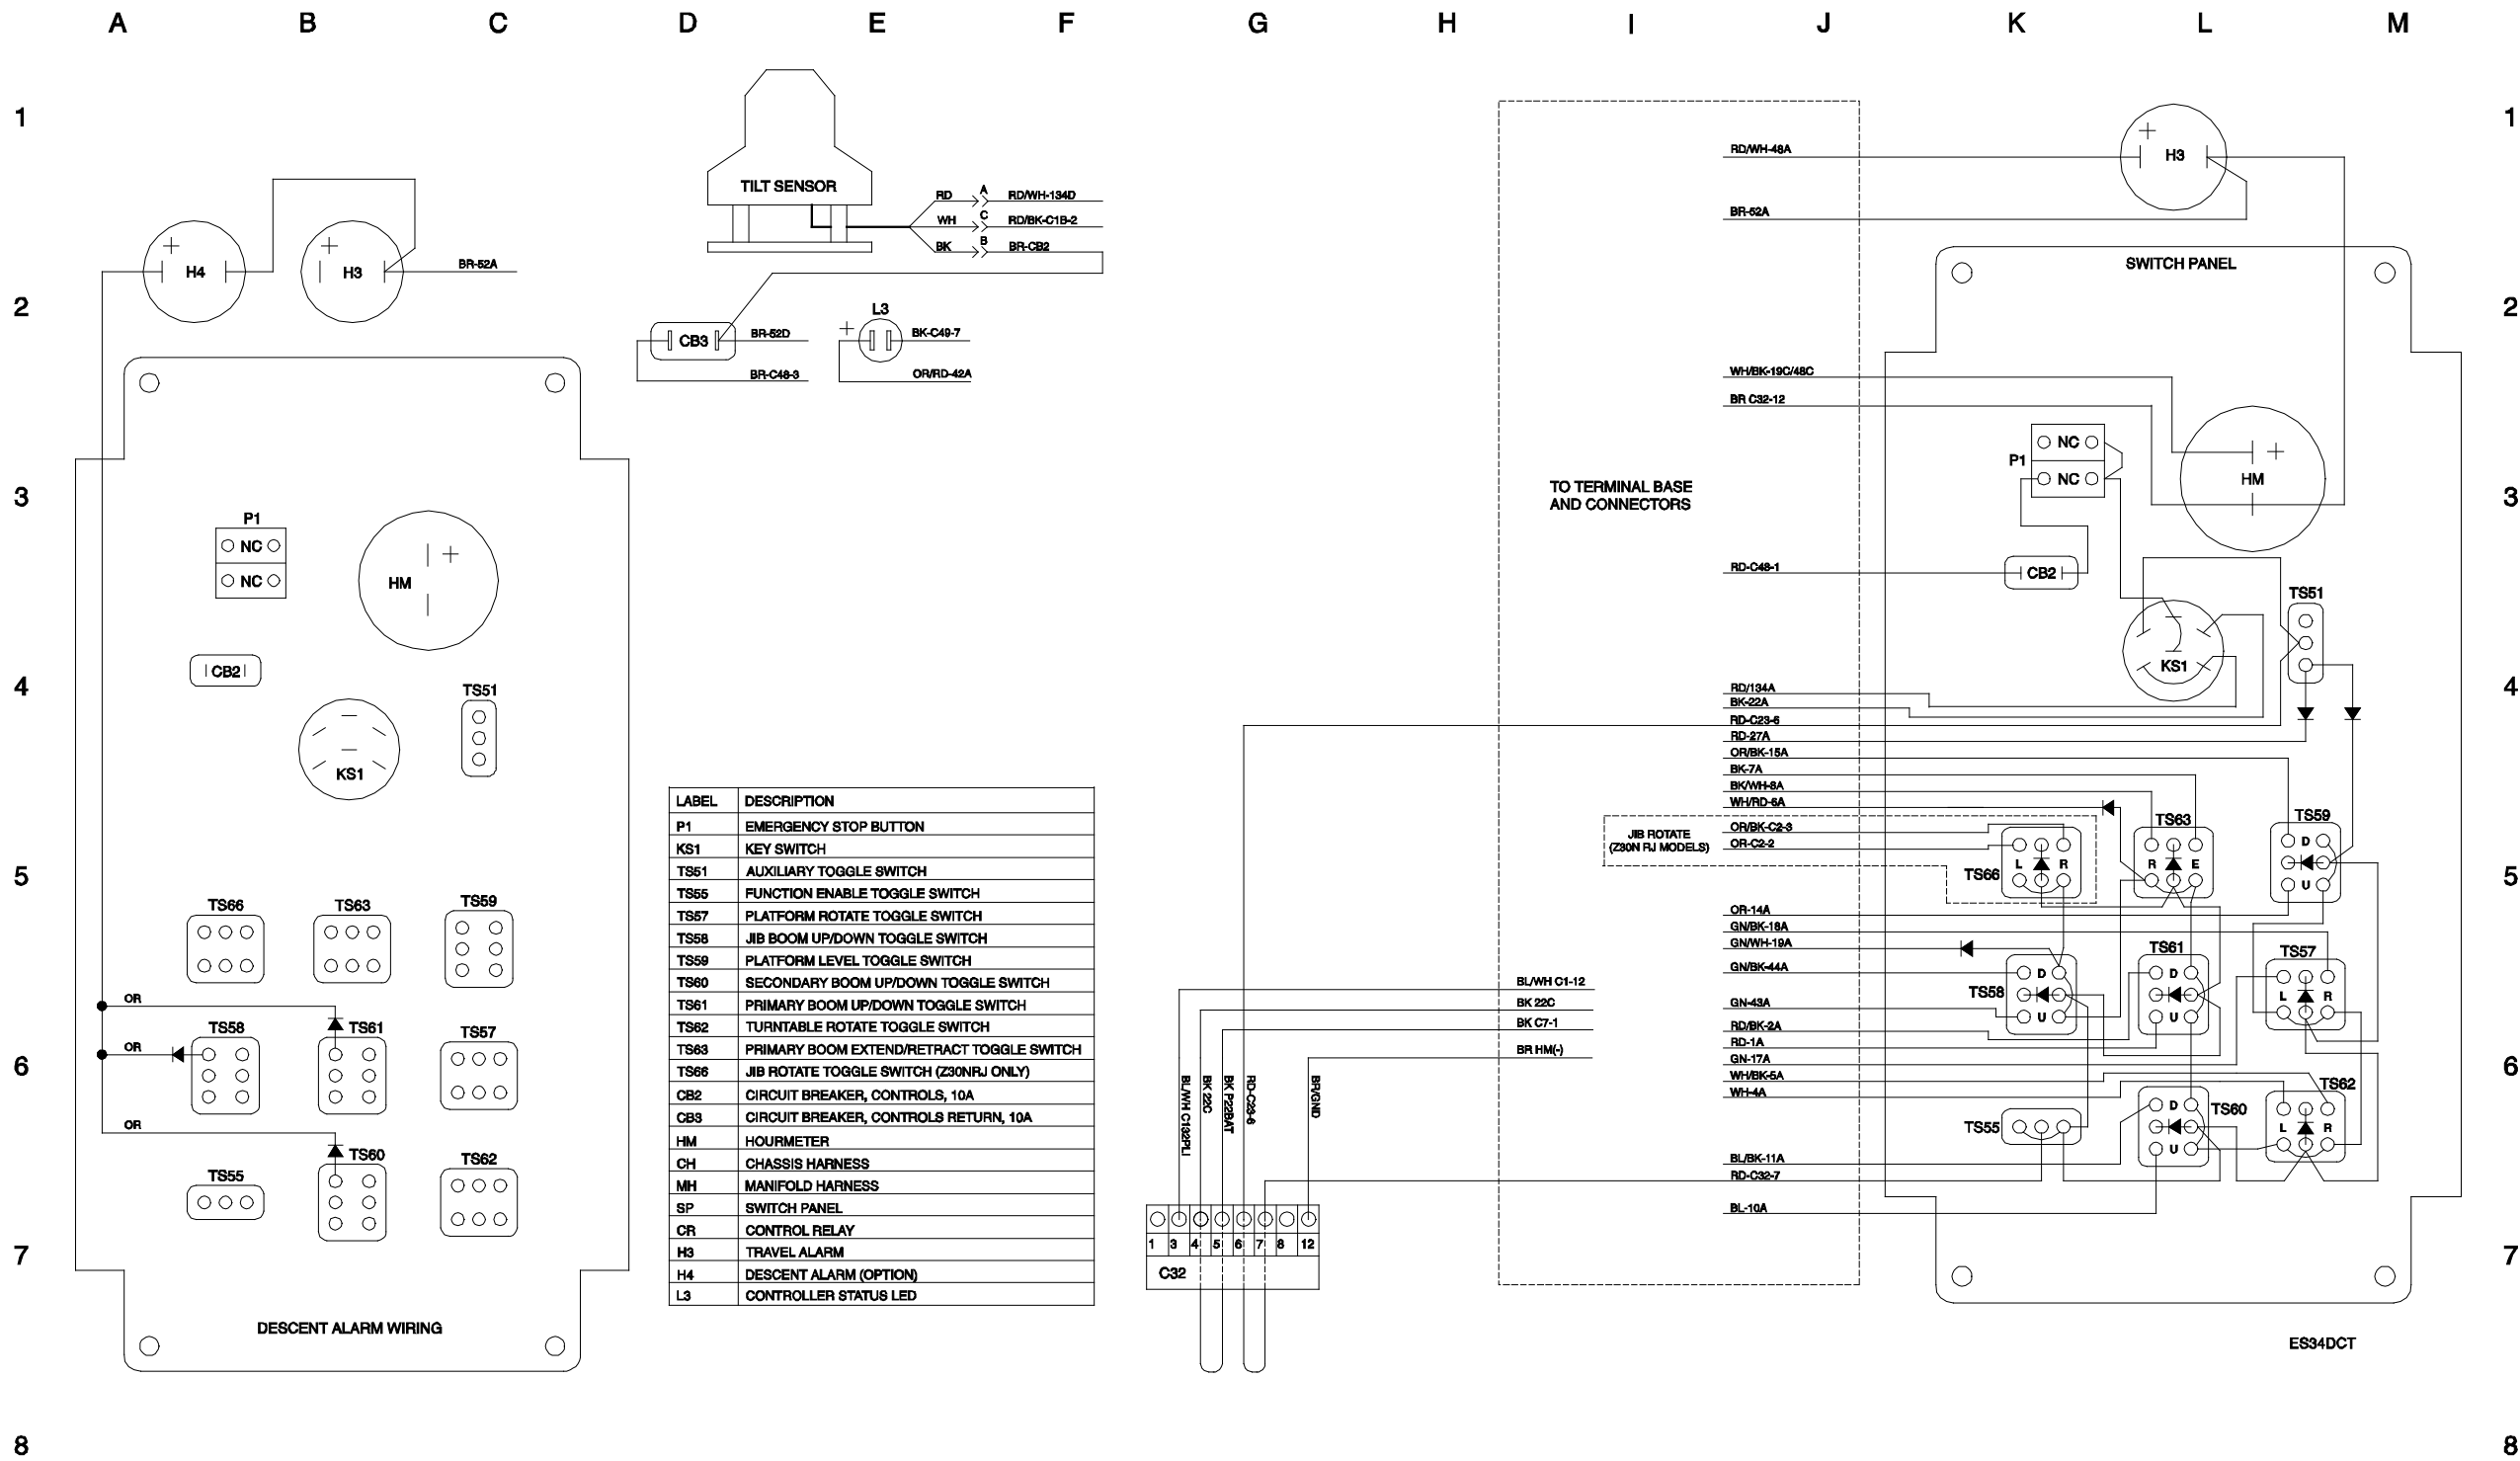 A B C D E F G H I J K L M
1
1
2
2
3
3
4
4
5
5
6
6
7
7
8
8
H4
H3
BR-52A
P1
NC
NC
HM
CB2
TS51
KS1
TS66
TS63
TS59
OR
TS58
TS61
TS57
OR
OR
TS60
TS62
TS55
DESCENT ALARM WIRING
TILT SENSOR
RD A RD/WH-134D
WH C RD/BK-C1B-2
BK B BR-CB2
CB3
BR-52D
BR-C48-3
L3
BK-C49-7
OR/RD-42A
LABEL DESCRIPTION
P1 EMERGENCY STOP BUTTON
KS1 KEY SWITCH
TS51 AUXILIARY TOGGLE SWITCH
TS55 FUNCTION ENABLE TOGGLE SWITCH
TS57 PLATFORM ROTATE TOGGLE SWITCH
TS58 JIB BOOM UP/DOWN TOGGLE SWITCH
TS59 PLATFORM LEVEL TOGGLE SWITCH
TS60 SECONDARY BOOM UP/DOWN TOGGLE SWITCH
TS61 PRIMARY BOOM UP/DOWN TOGGLE SWITCH
TS62 TURNTABLE ROTATE TOGGLE SWITCH
TS63 PRIMARY BOOM EXTEND/RETRACT TOGGLE SWITCH
TS66 JIB ROTATE TOGGLE SWITCH (Z30NRJ ONLY)
CB2 CIRCUIT BREAKER, CONTROLS, 10A
CB3 CIRCUIT BREAKER, CONTROLS RETURN, 10A
HM HOURMETER
CH CHASSIS HARNESS
MH MANIFOLD HARNESS
SP SWITCH PANEL
CR CONTROL RELAY
H3 TRAVEL ALARM
H4 DESCENT ALARM (OPTION)
L3 CONTROLLER STATUS LED
BL/WH C1-12
BK 22C
BK C7-1
BR HM(-)
BL/WH C132PLI
BK 22C
BK P22BAT
RD-C23-6
BR/GND
1 3 4 5 6 7 8 12
C32
TO TERMINAL BASE
AND CONNECTORS
RD/WH-48A
BR-52A
WH/BK-19C/48C
BR C32-12
RD-C48-1
RD/134A
BK-22A
RD-C23-6
RD-27A
OR/BK-15A
BK-7A
BK/WH-8A
WH/RD-6A
JIB ROTATE
(Z30N RJ MODELS)
OR/BK-C2-3
OR-C2-2
OR-14A
GN/BK-18A
GN/WH-19A
GN/BK-44A
GN-43A
RD/BK-2A
RD-1A
GN-17A
WH/BK-5A
WH-4A
BL/BK-11A
RD-C32-7
BL-10A
H3
SWITCH PANEL
P1
NC
NC
HM
CB2
TS51
KS1
TS66
L R
TS63
R E
TS59
D
U
TS58
D
U
TS61
D
U
TS57
L R
TS55
TS60
D
U
TS62
L R
ES34DCT